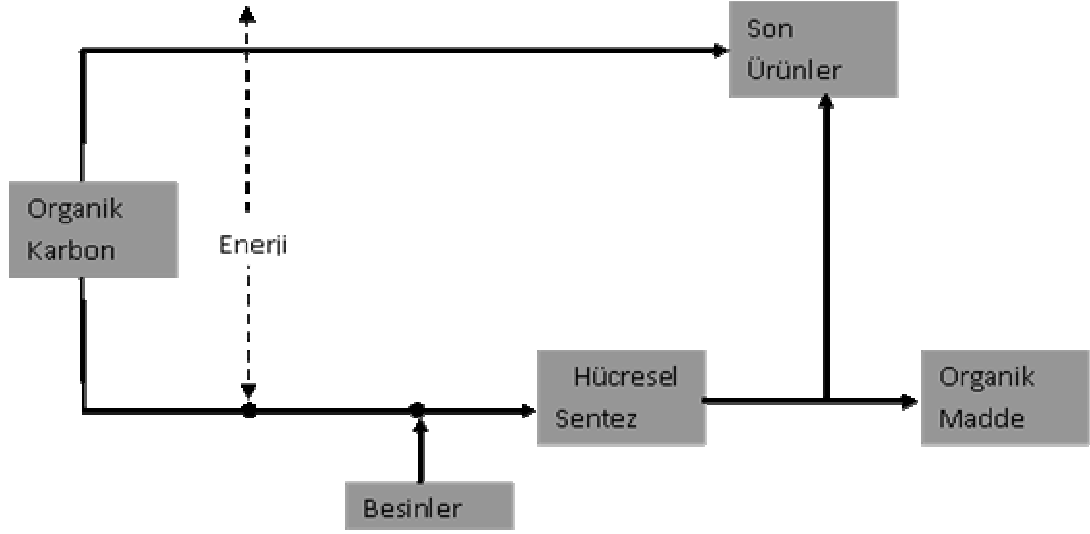 Son
Ürünler
Organik
Karbon
Enerji
Hücresel
Sentez
Organik
Madde
Besinler